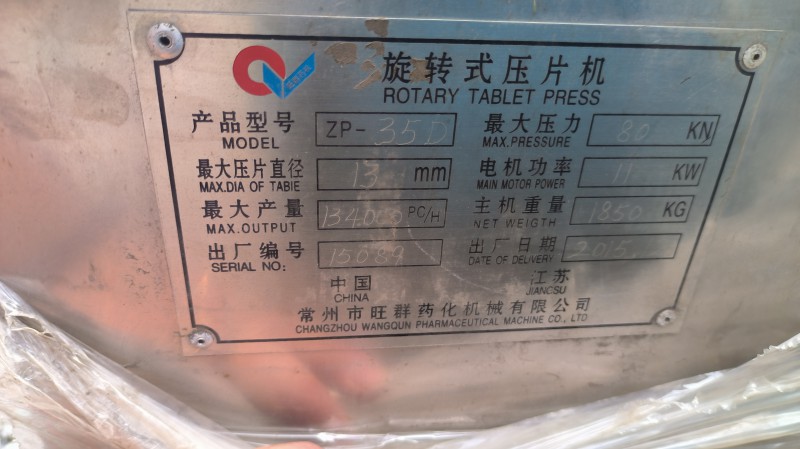 旋转式压片机
ROTARY TABLET PRESS
产品型号 ZP-35D 最大压力 80 KN
MODEL MAX.PRESSURE
最大压片直径 13 mm 电机功率 11 KW
MAX.DIA OF TABIE MAIN MOTOR POWER
最大产量 134000 PC/H 主机重量 1850 KG
MAX.OUTPUT NET WEIGTH
出厂编号 15089 出厂日期 2015.
SERIAL NO: DATE OF DELIVERY
中国 江苏
CHINA JIANGSU
常州市旺群药化机械有限公司
CHANGZHOU WANGQUN PHARMACEUTICAL MACHINE CO., LTD